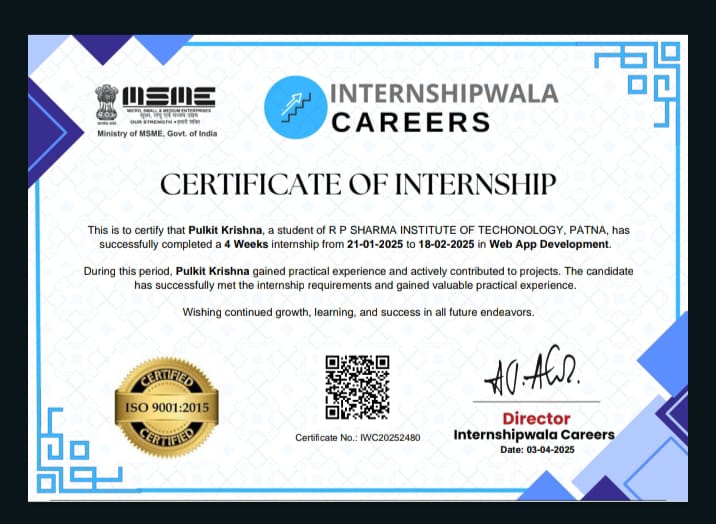 MSME
MICRO, SMALL & MEDIUM ENTERPRISES
सूक्ष्म, लघु एवं मध्यम उद्यम
OUR STRENGTH • हमारी शक्ति
Ministry of MSME, Govt. of India
INTERNSHIPWALA
CAREERS
CERTIFICATE OF INTERNSHIP
This is to certify that Pulkit Krishna, a student of R P SHARMA INSTITUTE OF TECHONOLOGY, PATNA, has
successfully completed a 4 Weeks internship from 21-01-2025 to 18-02-2025 in Web App Development.
During this period, Pulkit Krishna gained practical experience and actively contributed to projects. The candidate
has successfully met the internship requirements and gained valuable practical experience.
Wishing continued growth, learning, and success in all future endeavors.
CERTIFIED
ISO 9001:2015
CERTIFIED
Certificate No.: IWC20252480
Director
Internshipwala Careers
Date: 03-04-2025